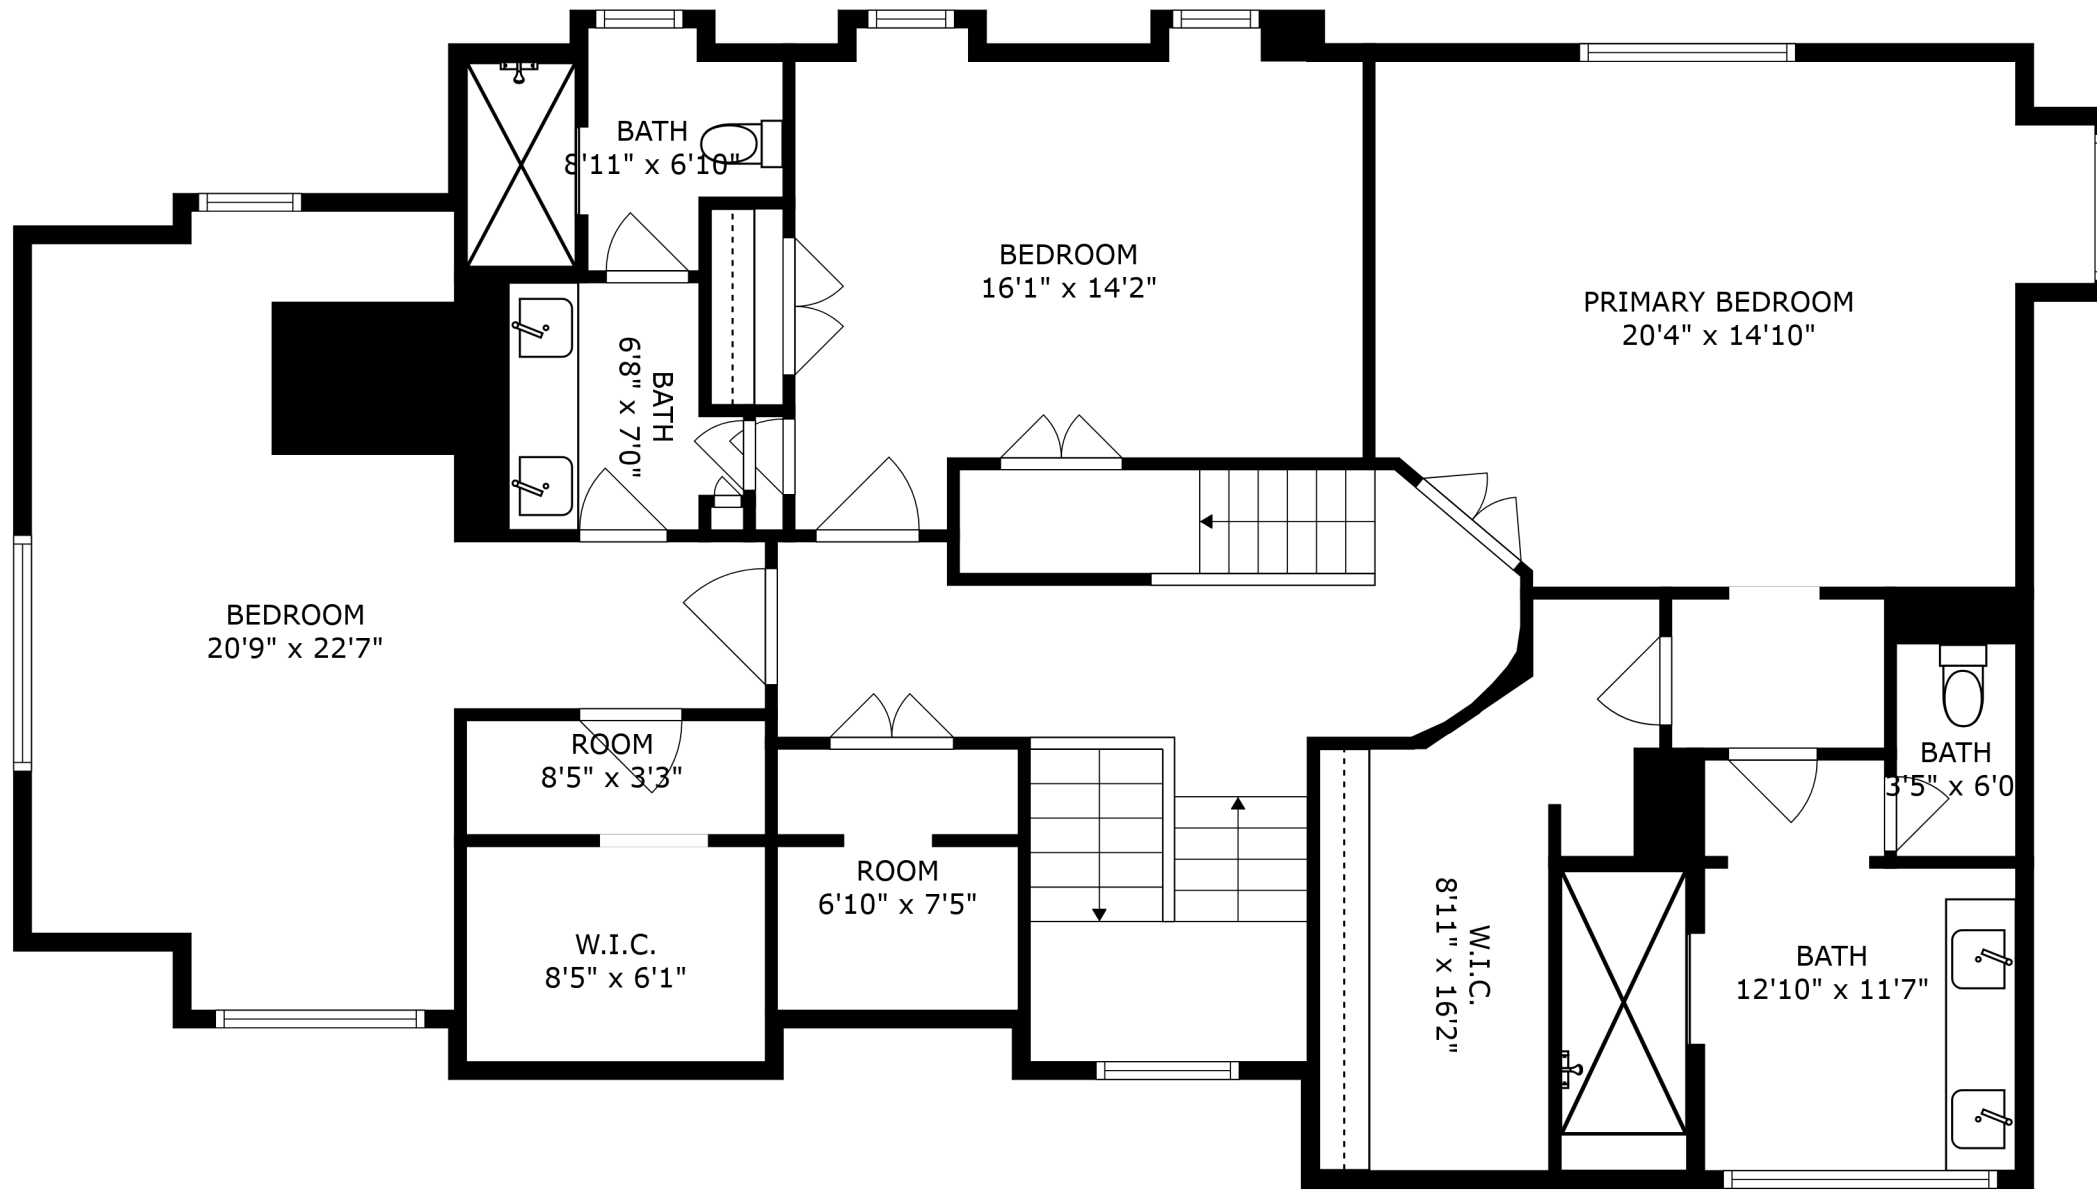 BATH
8'11" x 6'10"
BEDROOM
16'1" x 14'2"
PRIMARY BEDROOM
20'4" x 14'10"
BATH
6'8" x 7'0"
BEDROOM
20'9" x 22'7"
ROOM
8'5" x 3'3"
BATH
3'5" x 6'0
ROOM
6'10" x 7'5"
W.I.C.
8'5" x 6'1"
W.I.C.
8'11" x 16'2"
BATH
12'10" x 11'7"